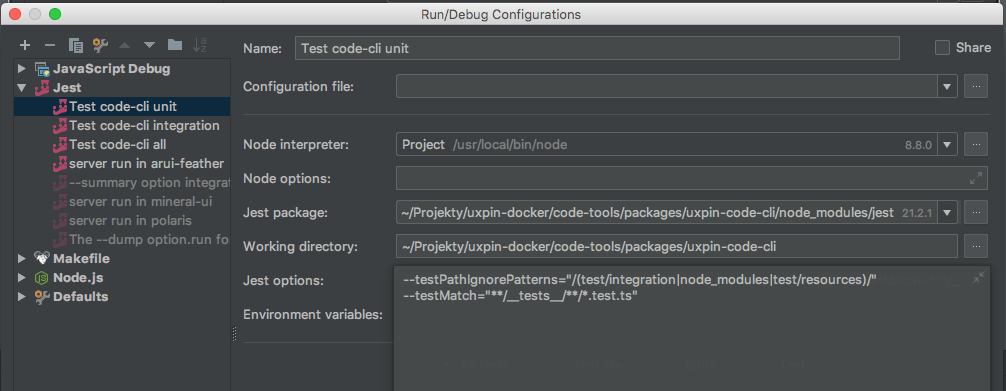 Run/Debug Configurations
Name: Test code-cli unit Share
JavaScript Debug
Jest
Test code-cli unit
Test code-cli integration
Test code-cli all
server run in arui-feather
--summary option integra
server run in mineral-ui
server run in polaris
The --dump option.run fo
Makefile
Node.js
Defaults
Configuration file:
Node interpreter: Project /usr/local/bin/node 8.8.0
Node options:
Jest package: ~/Projekty/uxpin-docker/code-tools/packages/uxpin-code-cli/node_modules/jest 21.2.1
Working directory: ~/Projekty/uxpin-docker/code-tools/packages/uxpin-code-cli
Jest options: --testPathIgnorePatterns="/(test/integration|node_modules|test/resources)/"
--testMatch="**/__tests__/**/*.test.ts"
Environment variables: